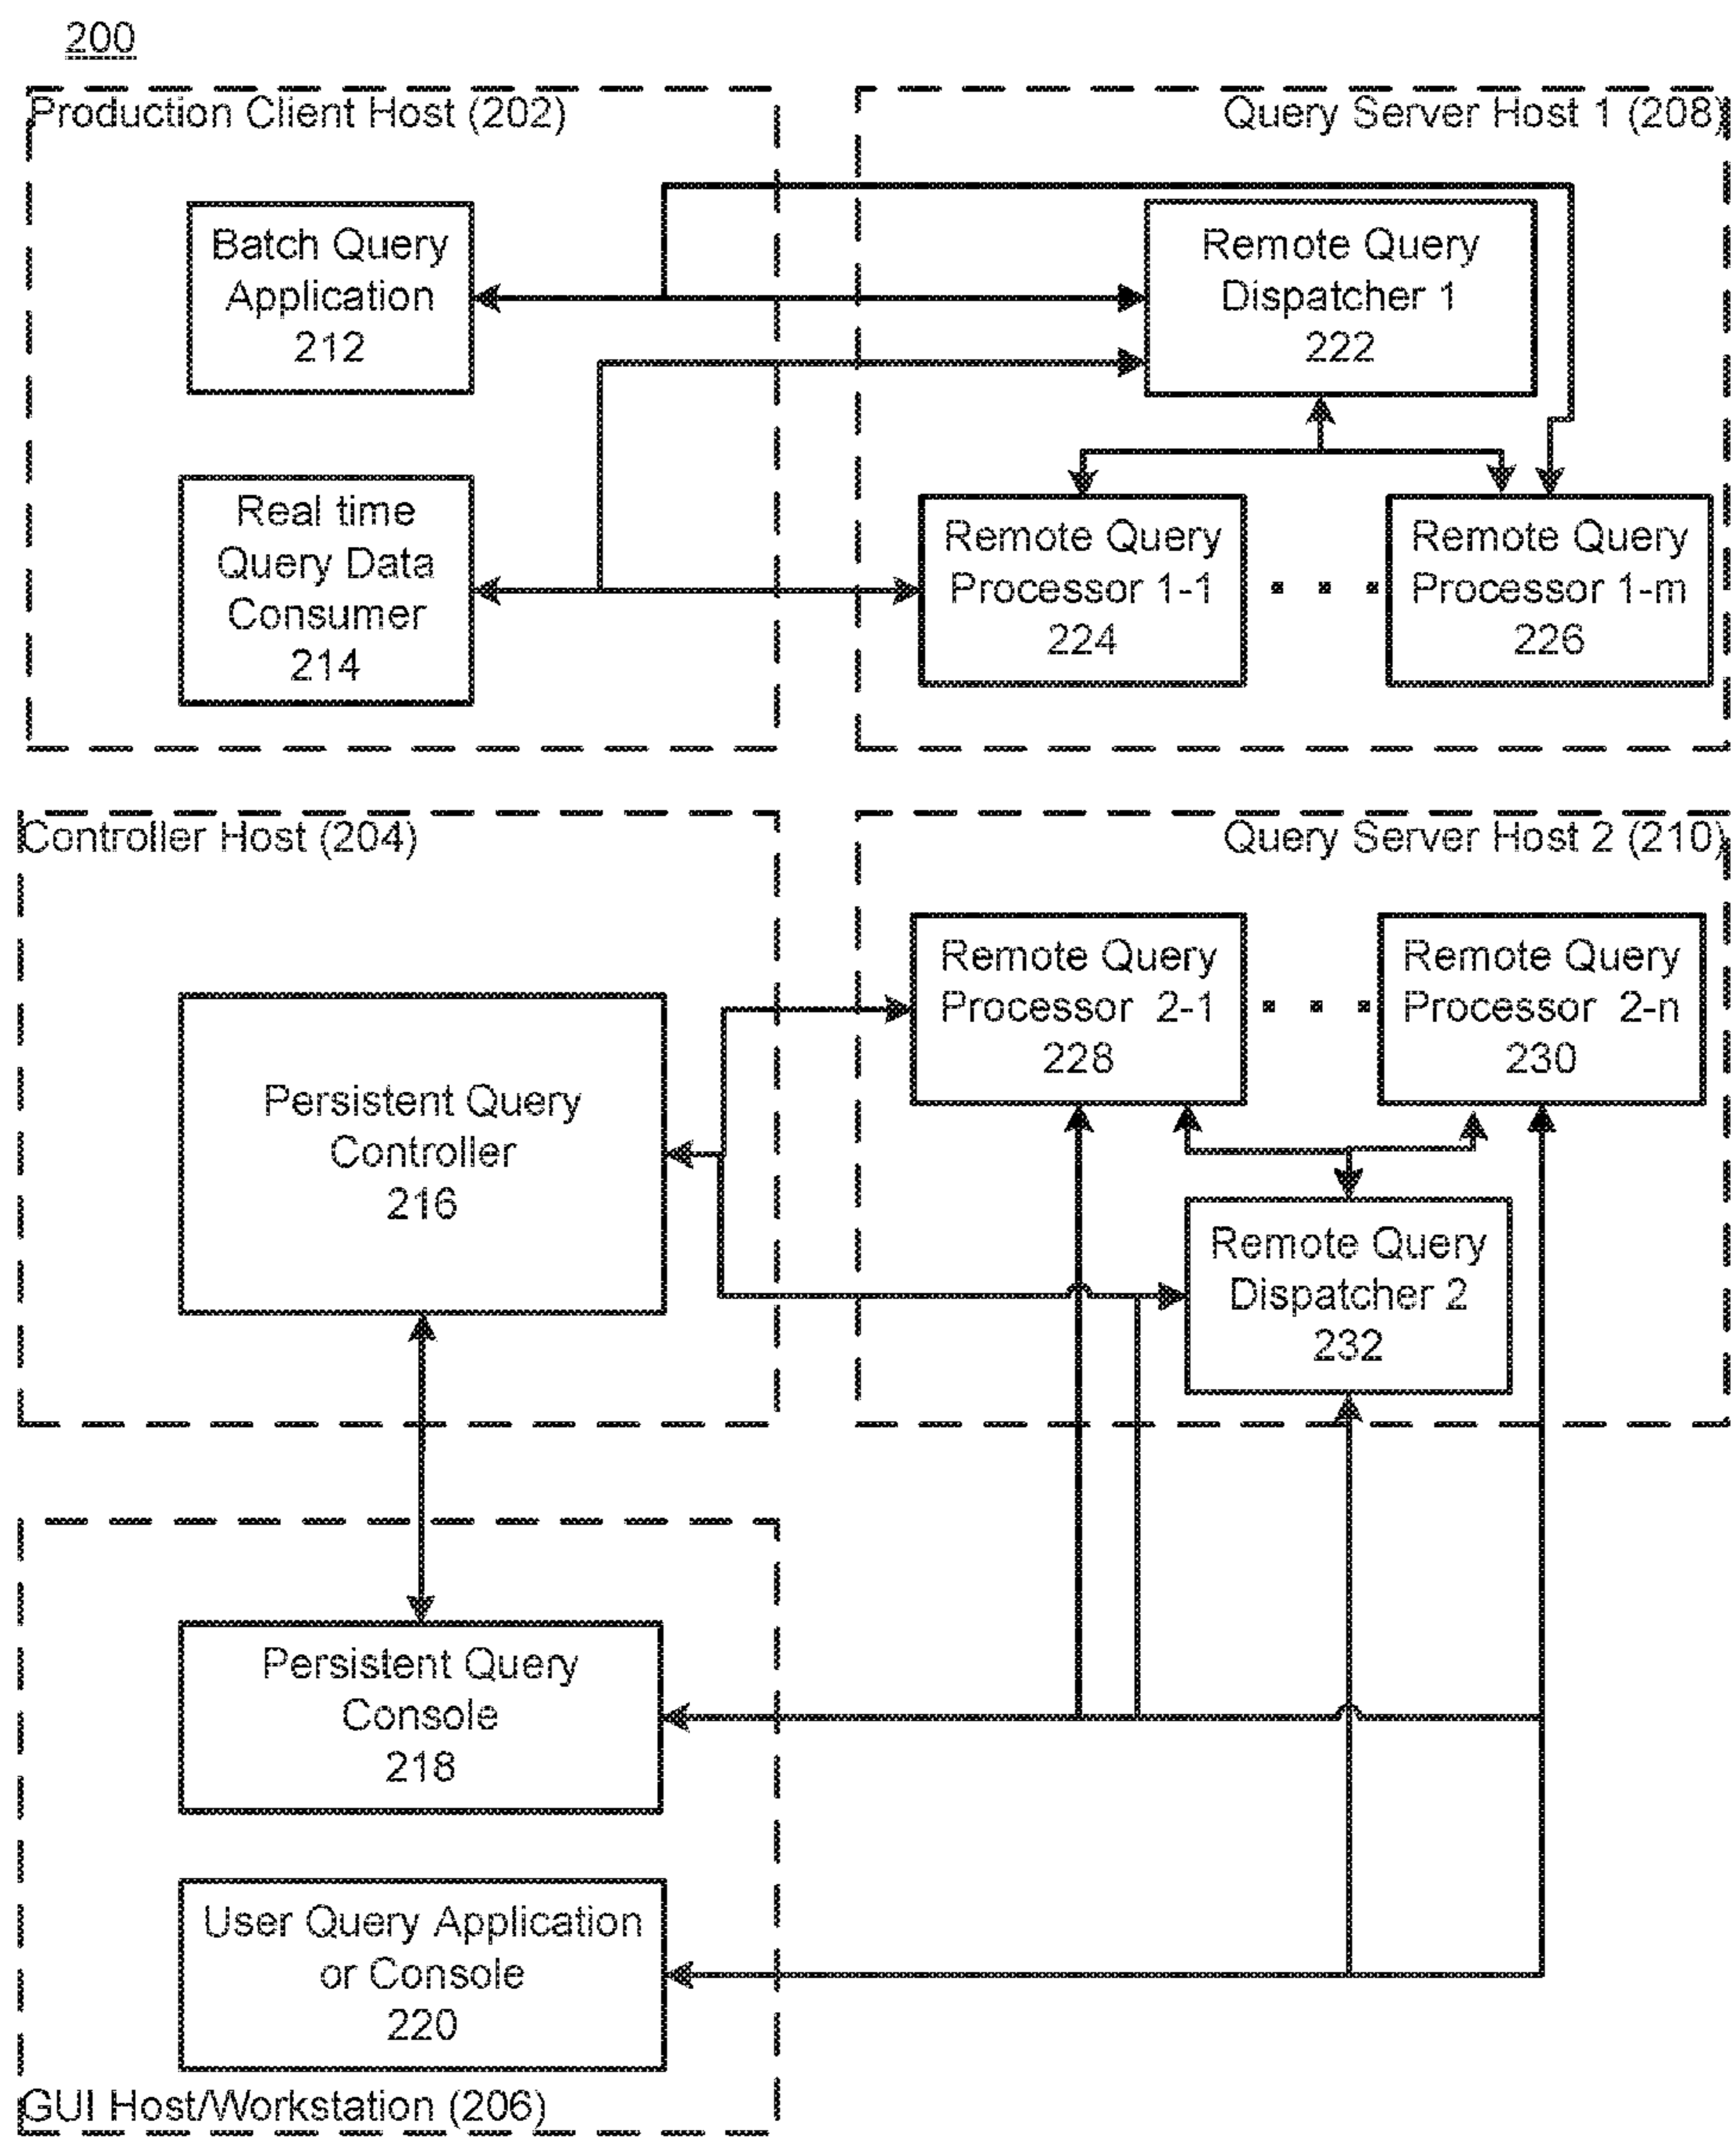 200
Production Client Host (202)
Query Server Host 1 (208)
Batch Query
Application
212
Remote Query
Dispatcher 1
222
Real time
Query Data
Consumer
214
Remote Query
Processor 1-1
224
Remote Query
Processor 1-m
226
Controller Host (204)
Query Server Host 2 (210)
Remote Query
Processor 2-1
228
Remote Query
Processor 2-n
230
Persistent Query
Controller
216
Remote Query
Dispatcher 2
232
Persistent Query
Console
218
User Query Application
or Console
220
GUI Host/Workstation (206)